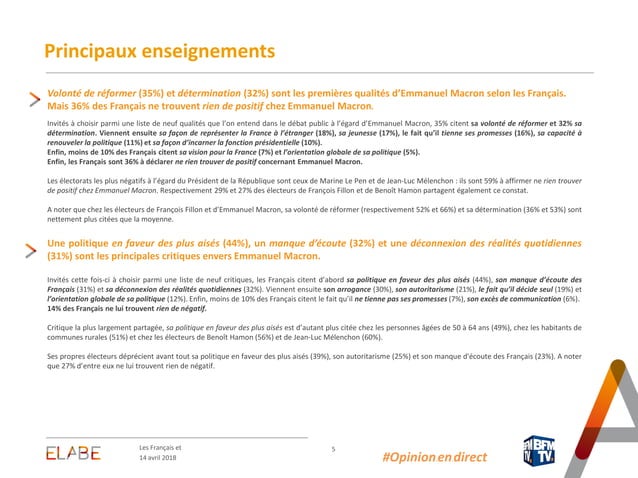 Principaux enseignements
Volonté de réformer (35%) et détermination (32%) sont les premières qualités d'Emmanuel Macron selon les Français.
Mais 36% des Français ne trouvent rien de positif chez Emmanuel Macron.
Invités à choisir parmi une liste de neuf qualités que l'on entend dans le débat public à l'égard d'Emmanuel Macron, 35% citent sa volonté de réformer et 32% sa
détermination. Viennent ensuite sa façon de représenter la France à l'étranger (18%), sa jeunesse (17%), le fait qu'il tienne ses promesses (16%), sa capacité à
renouveler la politique (11%) et sa façon d'incarner la fonction présidentielle (10%).
Enfin, moins de 10% des Français citent sa vision pour la France (7%) et l'orientation globale de sa politique (5%).
Enfin, les Français sont 36% à déclarer ne rien trouver de positif concernant Emmanuel Macron.
Les électorats les plus négatifs à l'égard du Président de la République sont ceux de Marine Le Pen et de Jean-Luc Mélenchon : ils sont 59% à affirmer ne rien trouver
de positif chez Emmanuel Macron. Respectivement 29% et 27% des électeurs de François Fillon et de Benoît Hamon partagent également ce constat.
A noter que chez les électeurs de François Fillon et d'Emmanuel Macron, sa volonté de réformer (respectivement 52% et 66%) et sa détermination (36% et 53%) sont
nettement plus citées que la moyenne.
Une politique en faveur des plus aisés (44%), un manque d'écoute (32%) et une déconnexion des réalités quotidiennes
(31%) sont les principales critiques envers Emmanuel Macron.
Invités cette fois-ci à choisir parmi une liste de neuf critiques, les Français citent d'abord sa politique en faveur des plus aisés (44%), son manque d'écoute des
Français (31%) et sa déconnexion des réalités quotidiennes (32%). Viennent ensuite son arrogance (30%), son autoritarisme (21%), le fait qu'il décide seul (19%) et
l'orientation globale de sa politique (12%). Enfin, moins de 10% des Français citent le fait qu'il ne tienne pas ses promesses (7%), son excès de communication (6%).
14% des Français ne lui trouvent rien de négatif.
Critique la plus largement partagée, sa politique en faveur des plus aisés est d'autant plus citée chez les personnes âgées de 50 à 64 ans (49%), chez les habitants de
communes rurales (51%) et chez les électeurs de Benoît Hamon (56%) et de Jean-Luc Mélenchon (60%).
Ses propres électeurs déprécient avant tout sa politique en faveur des plus aisés (39%), son autoritarisme (25%) et son manque d'écoute des Français (23%). A noter
que 27% d'entre eux ne lui trouvent rien de négatif.
ELABE
Les Français et
14 avril 2018
5
#Opinion en direct
BFM
TV.